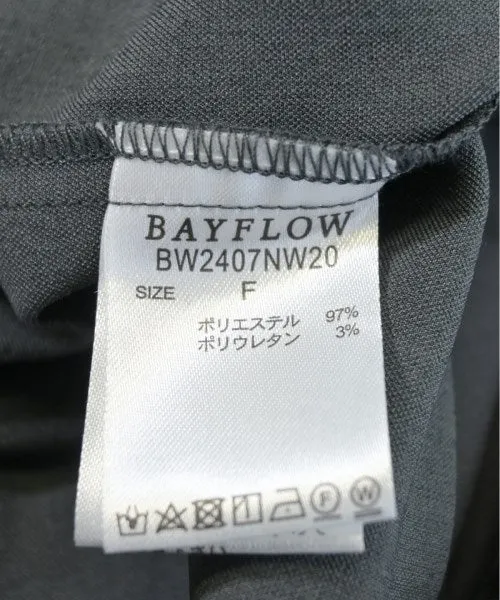 BAYFLOW
BW2407NW20
SIZE F
ポリエステル 97%
ポリウレタン 3%
F W